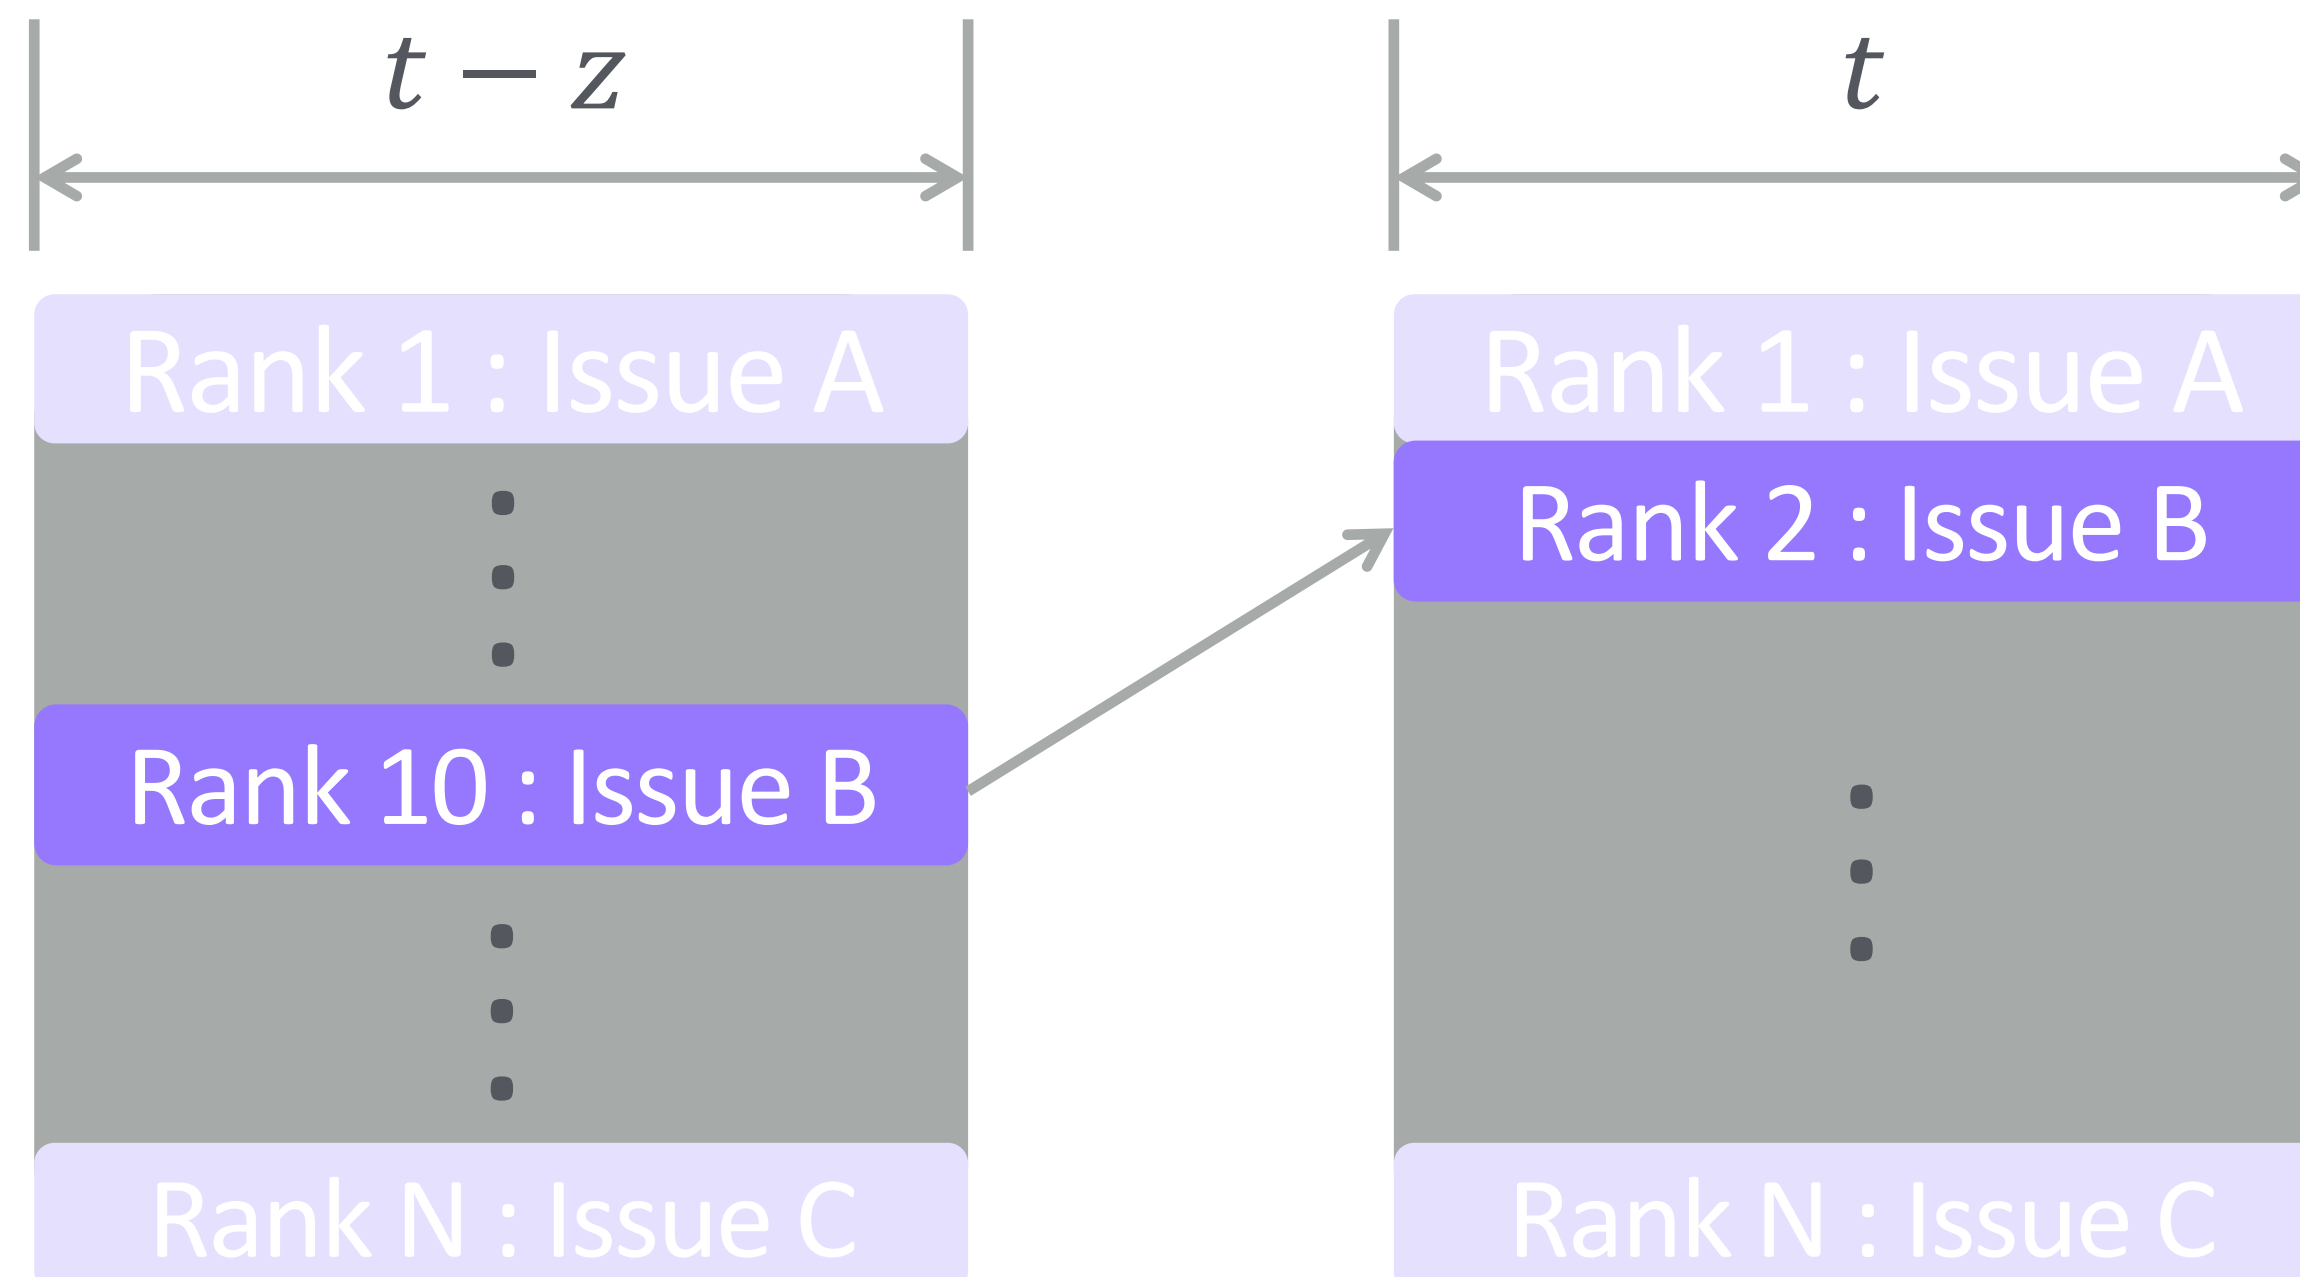 t − z
Rank 1 : Issue A
Rank 10 : Issue B
Rank N : Issue C
t
Rank 1 : Issue A
Rank 2 : Issue B
Rank N : Issue C